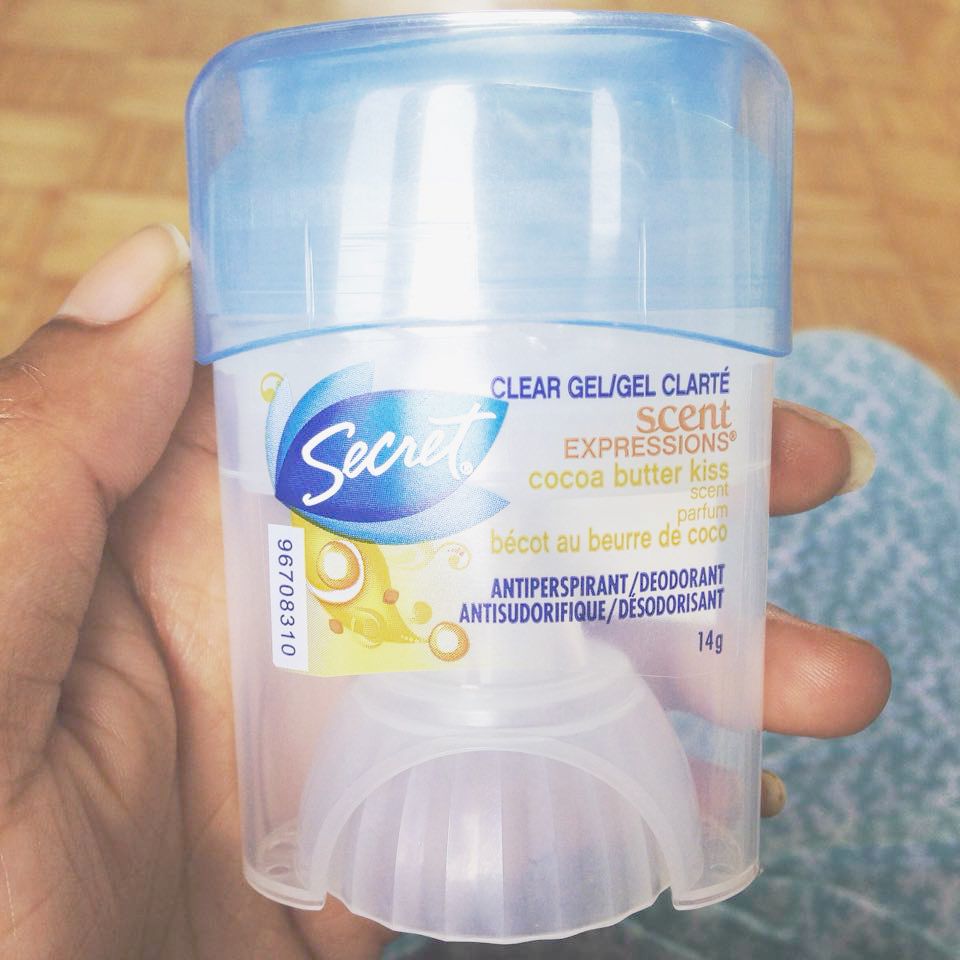 CLEAR GEL/GEL CLARTÉ
scent
EXPRESSIONS®
Secret®
cocoa butter kiss
scent
parfum
bécot au beurre de coco
ANTIPERSPIRANT/DEODORANT
ANTISUDORIFIQUE/DÉSODORISANT
14g
96708310